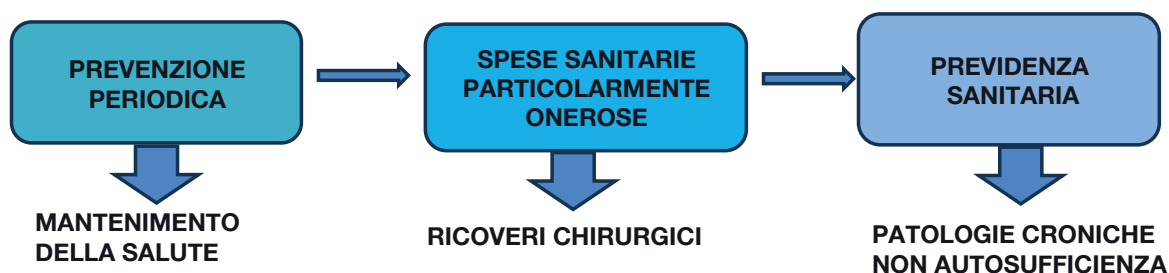 PREVENZIONE
PERIODICA
SPESE SANITARIE
PARTICOLARMENTE
ONEROSE
PREVIDENZA
SANITARIA
MANTENIMENTO
DELLA SALUTE
RICOVERI CHIRURGICI
PATOLOGIE CRONICHE
NON AUTOSUFFICIENZA